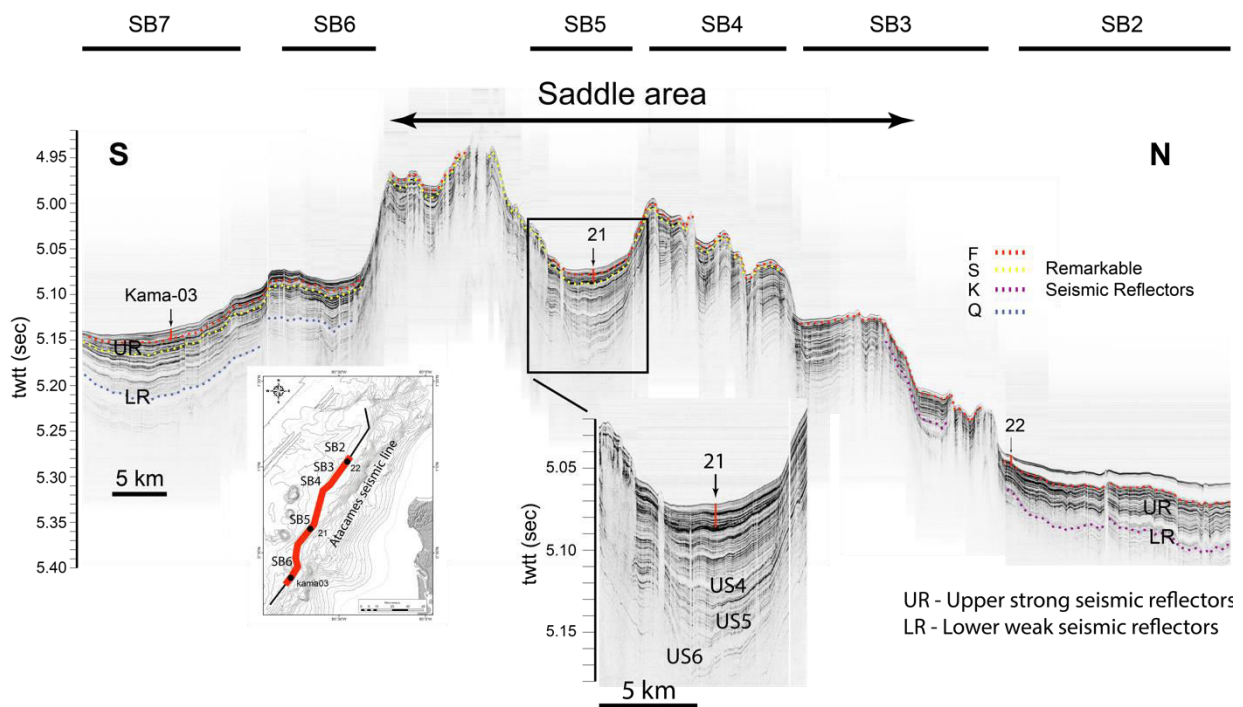 SB7 SB6 SB5 SB4 SB3 SB2
Saddle area
S N
4.95
5.00
5.05
5.10
5.15
5.20
5.25
5.30
5.35
5.40
twtt (sec)
Kama-03
21
22
UR
LR
UR
LR
F
S Remarkable
K Seismic Reflectors
Q
5 km
SB2
SB3
22
SB4
SB5
21
SB6
kama03
Atacames seismic line
21
5.05
5.10
5.15
twtt (sec)
US4
US5
US6
5 km
UR - Upper strong seismic reflectors
LR - Lower weak seismic reflectors